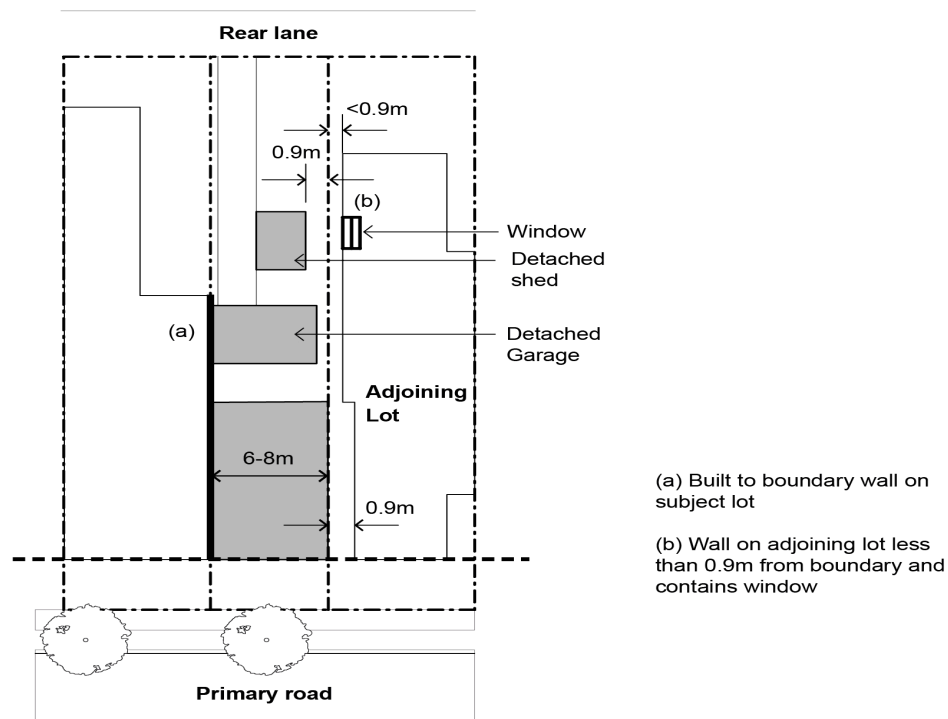 Rear lane
<0.9m
0.9m
(b)
Window
Detached
shed
(a)
Detached
Garage
Adjoining
Lot
6-8m
0.9m
(a) Built to boundary wall on
subject lot
(b) Wall on adjoining lot less
than 0.9m from boundary and
contains window
Primary road